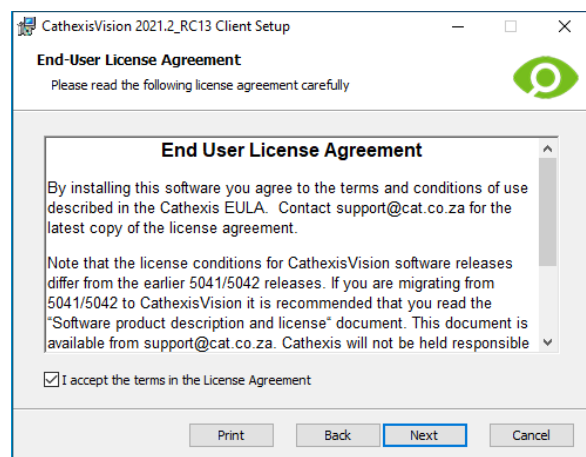 CathexisVision 2021.2_RC13 Client Setup
End-User License Agreement
Please read the following license agreement carefully
End User License Agreement
By installing this software you agree to the terms and conditions of use
described in the Cathexis EULA.  Contact support@cat.co.za for the
latest copy of the license agreement.
Note that the license conditions for CathexisVision software releases
differ from the earlier 5041/5042 releases. If you are migrating from
5041/5042 to CathexisVision it is recommended that you read the
“Software product description and license“ document. This document is
available from support@cat.co.za. Cathexis will not be held responsible
I accept the terms in the License Agreement
Print Back Next Cancel